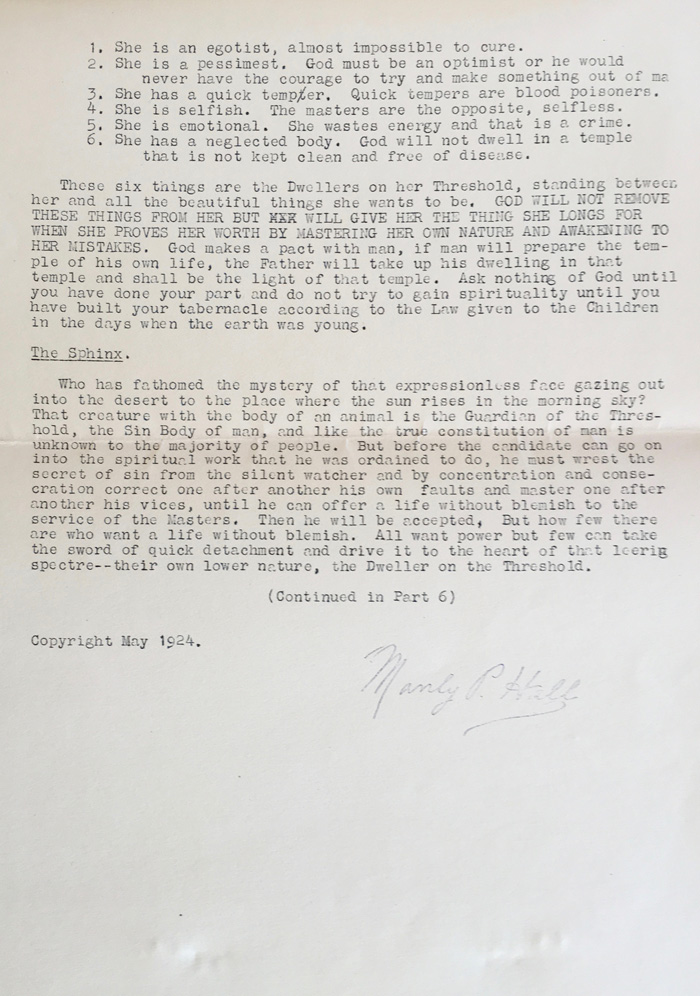 1. She is an egotist, almost impossible to cure.
2. She is a pessimest. God must be an optimist or he would
never have the courage to try and make something out of ma
3. She has a quick temper. Quick tempers are blood poisoners.
4. She is selfish. The masters are the opposite, selfless.
5. She is emotional. She wastes energy and that is a crime.
6. She has a neglected body. God will not dwell in a temple
that is not kept clean and free of disease.
These six things are the Dwellers on her Threshold, standing between
her and all the beautiful things she wants to be. GOD WILL NOT REMOVE
THESE THINGS FROM HER BUT WILL GIVE HER THE THING SHE LONGS FOR
WHEN SHE PROVES HER WORTH BY MASTERING HER OWN NATURE AND AWAKENING TO
HER MISTAKES. God makes a pact with man, if man will prepare the tem-
ple of his own life, the Father will take up his dwelling in that
temple and shall be the light of that temple. Ask nothing of God until
you have done your part and do not try to gain spirituality until you
have built your tabernacle according to the Law given to the Children
in the days when the earth was young.
The Sphinx.
Who has fathomed the mystery of that expressionless face gazing out
into the desert to the place where the sun rises in the morning sky?
That creature with the body of an animal is the Guardian of the Thres-
hold, the Sin Body of man, and like the true constitution of man is
unknown to the majority of people. But before the candidate can go on
into the spiritual work that he was ordained to do, he must wrest the
secret of sin from the silent watcher and by concentration and conse-
cration correct one after another his own faults and master one after
another his vices, until he can offer a life without blemish to the
service of the Masters. Then he will be accepted, But how few there
are who want a life without blemish. All want power but few can take
the sword of quick detachment and drive it to the heart of that leerig
spectre--their own lower nature, the Dweller on the Threshold.
(Continued in Part 6)
Copyright May 1924.
Manly P. Hall